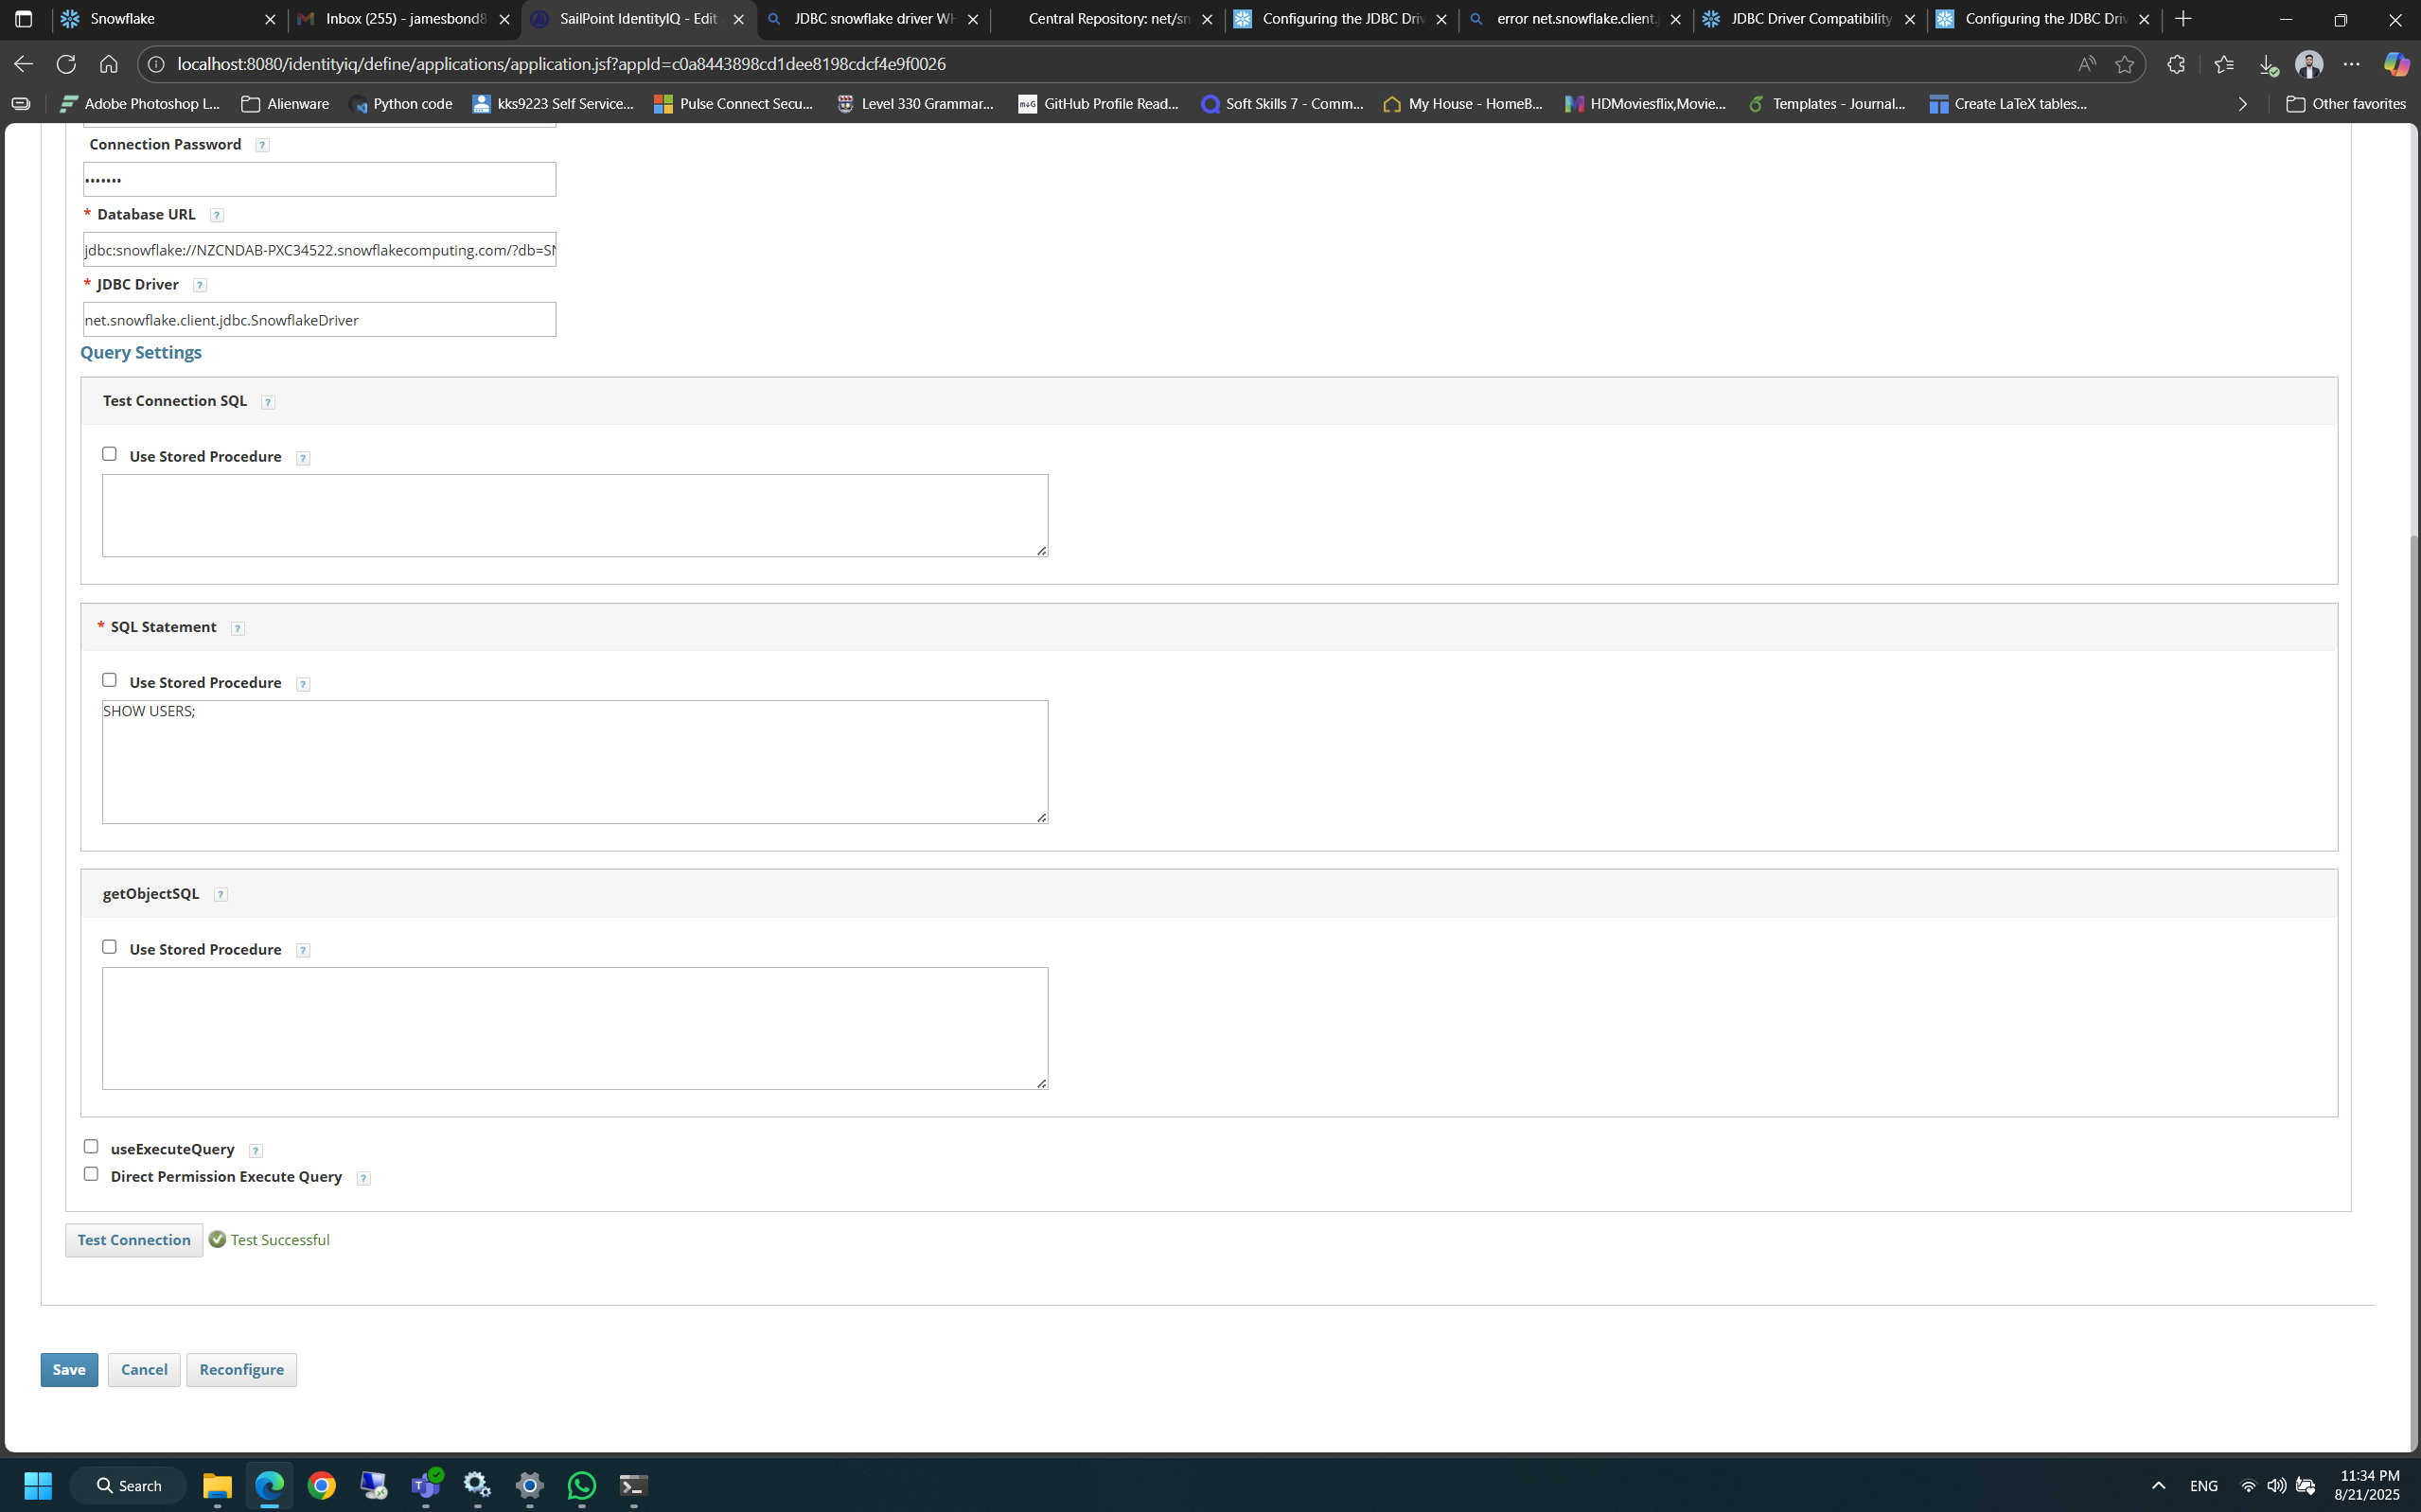 Snowflake
Inbox (255) - jamesbond8
SailPoint IdentityIQ - Edit
JDBC snowflake driver WH
Central Repository: net/sn
Configuring the JDBC Driv
error net.snowflake.client.j
JDBC Driver Compatibility
Configuring the JDBC Driv
localhost:8080/identityiq/define/applications/application.jsf?appId=c0a8443898cd1dee8198cdcf4e9f0026
Adobe Photoshop L...
Alienware
Python code
kks9223 Self Service...
Pulse Connect Secu...
Level 330 Grammar...
GitHub Profile Read...
Soft Skills 7 - Comm...
My House - HomeB...
HDMoviesflix,Movie...
Templates - Journal...
Create LaTeX tables...
Other favorites
Connection Password ?
* Database URL ?
jdbc:snowflake://NZCNDAB-PXC34522.snowflakecomputing.com/?db=SN
* JDBC Driver ?
net.snowflake.client.jdbc.SnowflakeDriver
Query Settings
Test Connection SQL ?
Use Stored Procedure ?
* SQL Statement ?
Use Stored Procedure ?
SHOW USERS;
getObjectSQL ?
Use Stored Procedure ?
useExecuteQuery ?
Direct Permission Execute Query ?
Test Connection Test Successful
Save Cancel Reconfigure
Search
ENG
11:34 PM
8/21/2025